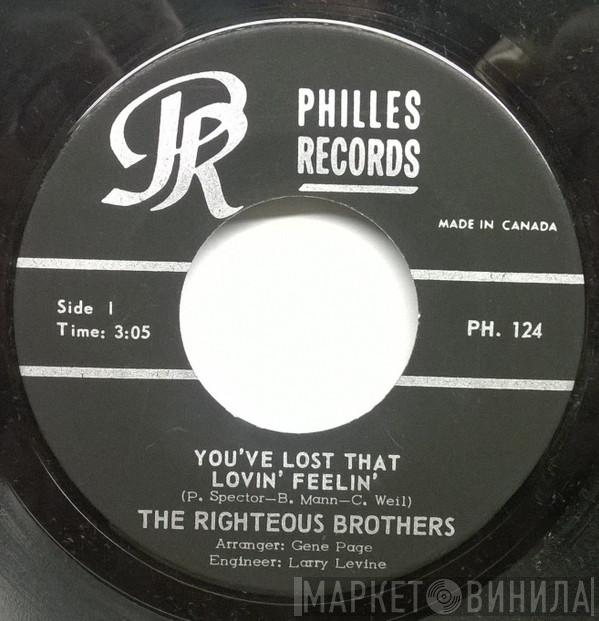 PR
PHILLES
RECORDS
MADE IN CANADA
Side 1
Time: 3:05
PH. 124
YOU'VE LOST THAT
LOVIN' FEELIN'
(P. Spector—B. Mann—C. Weil)
THE RIGHTEOUS BROTHERS
Arranger: Gene Page
Engineer: Larry Levine
МАРКЕТ ВИНИЛА